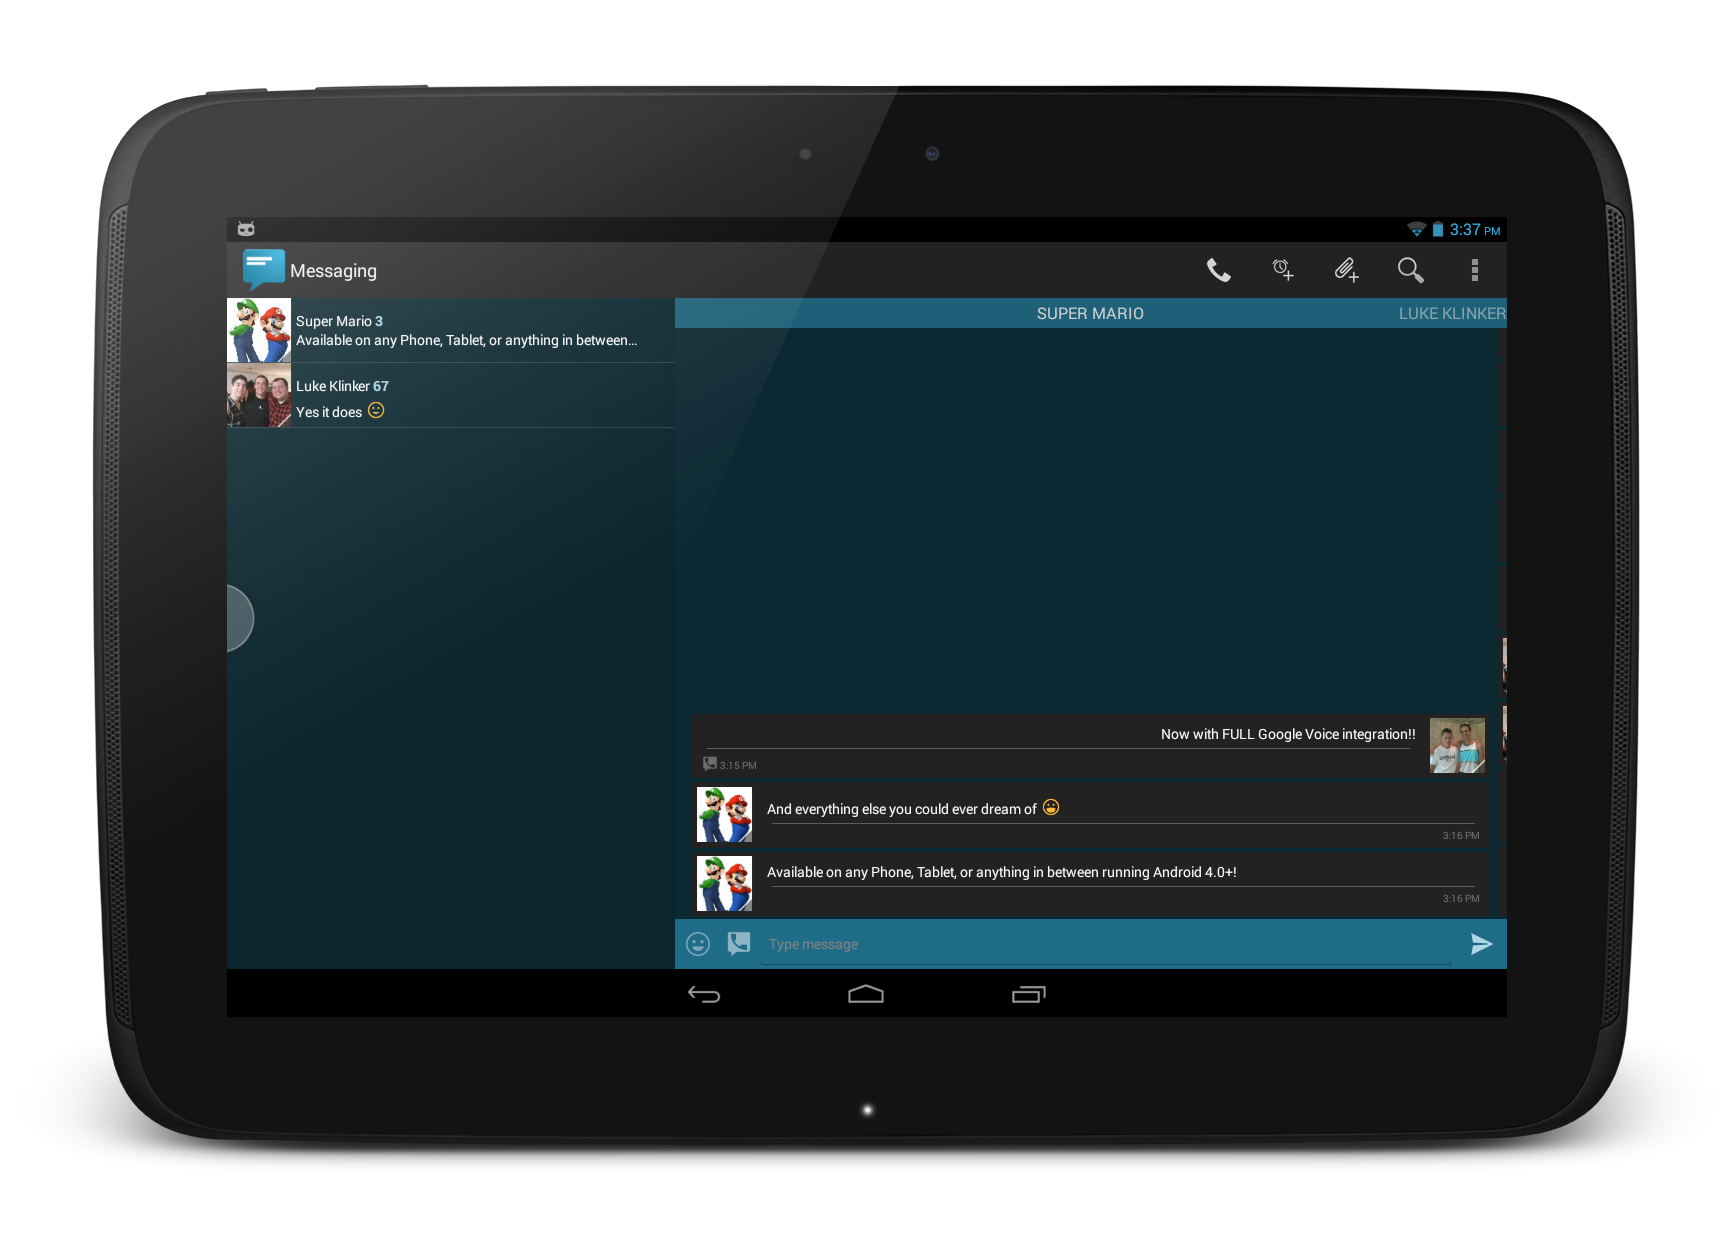 3:37 PM
Messaging
Super Mario 3
Available on any Phone, Tablet, or anything in between...
Luke Klinker 67
Yes it does
SUPER MARIO
LUKE KLINKER
Now with FULL Google Voice integration!!
3:15 PM
And everything else you could ever dream of
3:16 PM
Available on any Phone, Tablet, or anything in between running Android 4.0+!
3:16 PM
Type message